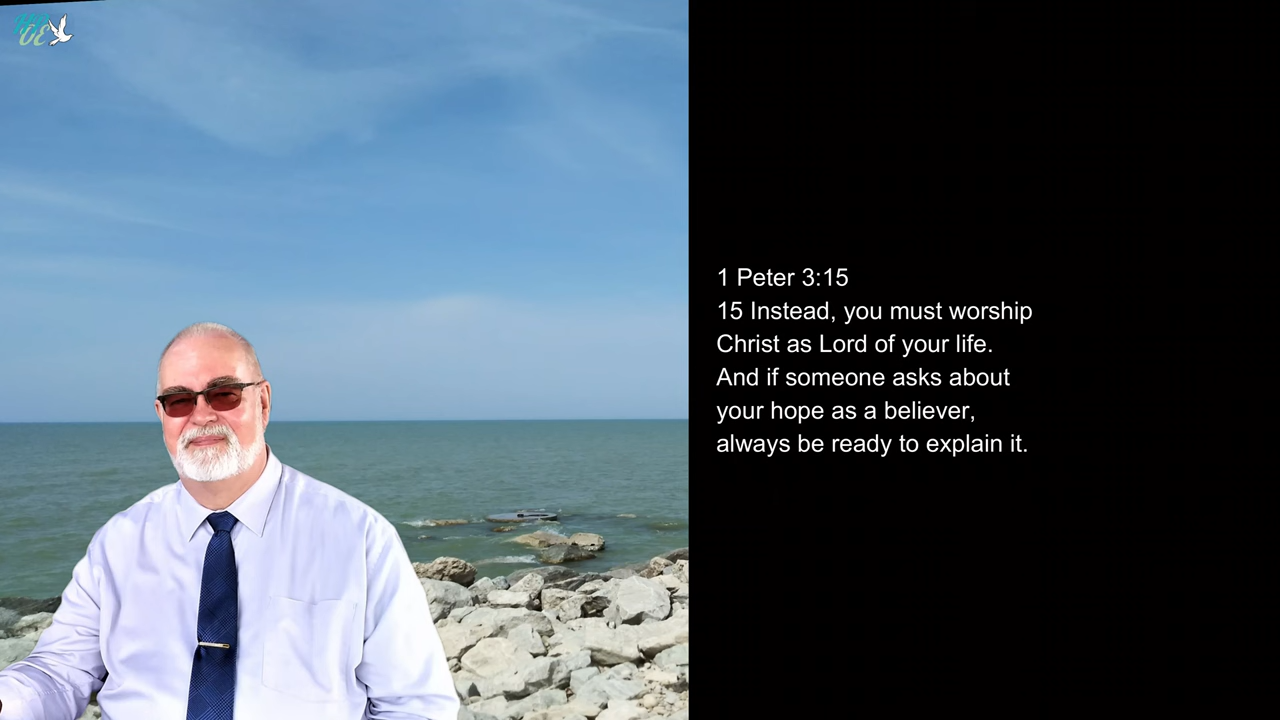 1 Peter 3:15
15 Instead, you must worship
Christ as Lord of your life.
And if someone asks about
your hope as a believer,
always be ready to explain it.